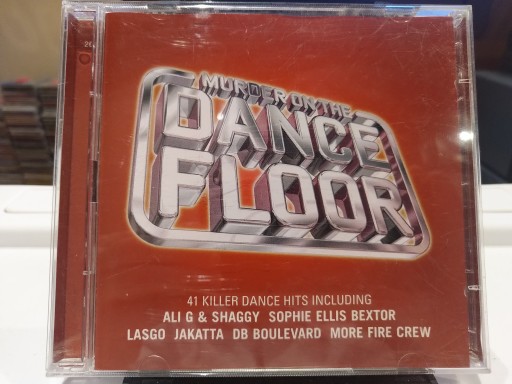 MURDER ON THE
DANCE
FLOOR
41 KILLER DANCE HITS INCLUDING
ALI G & SHAGGY SOPHIE ELLIS BEXTOR
LASGO JAKATTA DB BOULEVARD MORE FIRE CREW